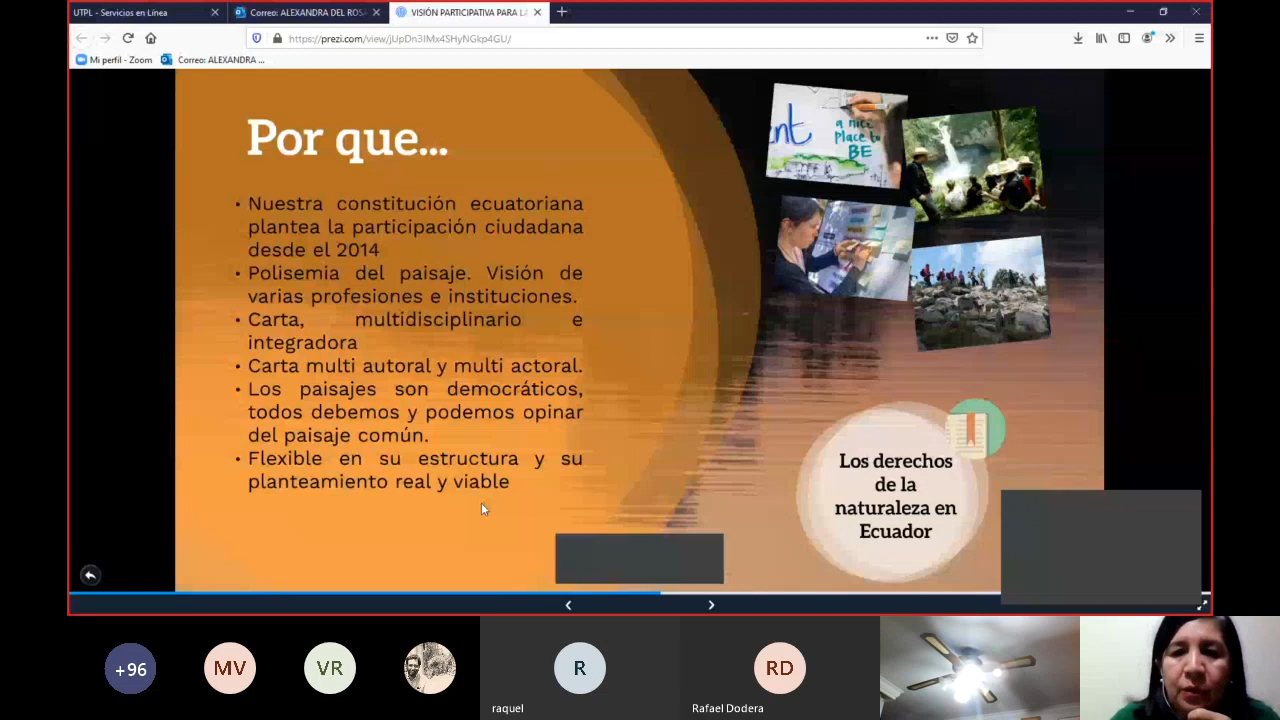 UTPL - Servicios en Línea
Correo: ALEXANDRA DEL ROS
VISIÓN PARTICIPATIVA PARA LA
https://prezi.com/view/jUpDn3IMx4SHyNGkp4GU/
Mi perfil - Zoom
Correo: ALEXANDRA ...
Por que...
• Nuestra constitución ecuatoriana
plantea la participación ciudadana
desde el 2014
• Polisemia del paisaje. Visión de
varias profesiones e instituciones.
• Carta, multidisciplinario e
integradora
• Carta multi autoral y multi actoral.
• Los paisajes son democráticos,
todos debemos y podemos opinar
del paisaje común.
• Flexible en su estructura y su
planteamiento real y viable
nt
a nice
place to
BE
Los derechos
de la
naturaleza en
Ecuador
+96
MV
VR
R
raquel
RD
Rafael Dodera